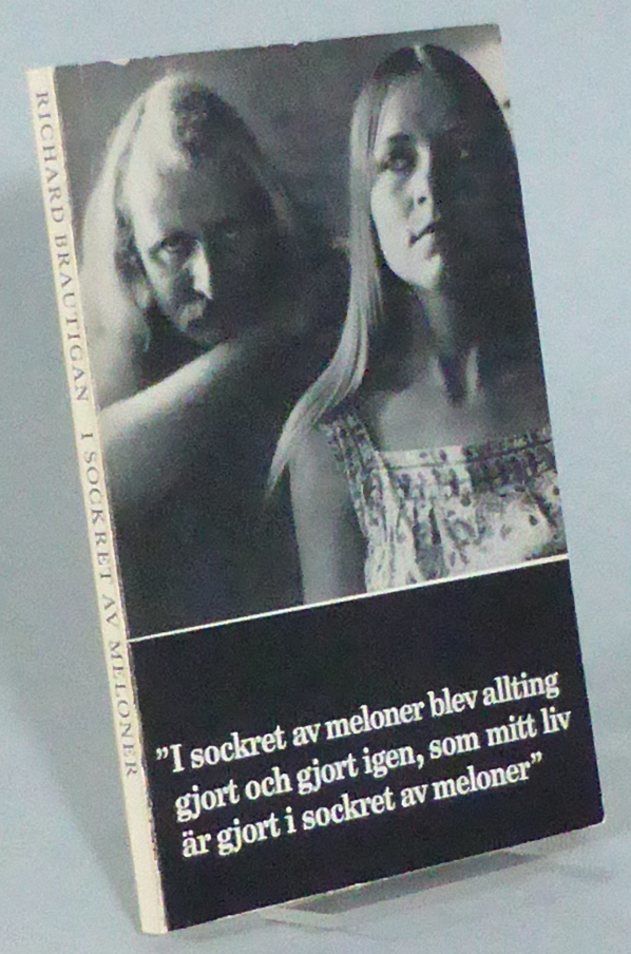 RICHARD BRAUTIGAN I SOCKRET AV MELONER
”I sockret av meloner blev allting
gjort och gjort igen, som mitt liv
är gjort i sockret av meloner”